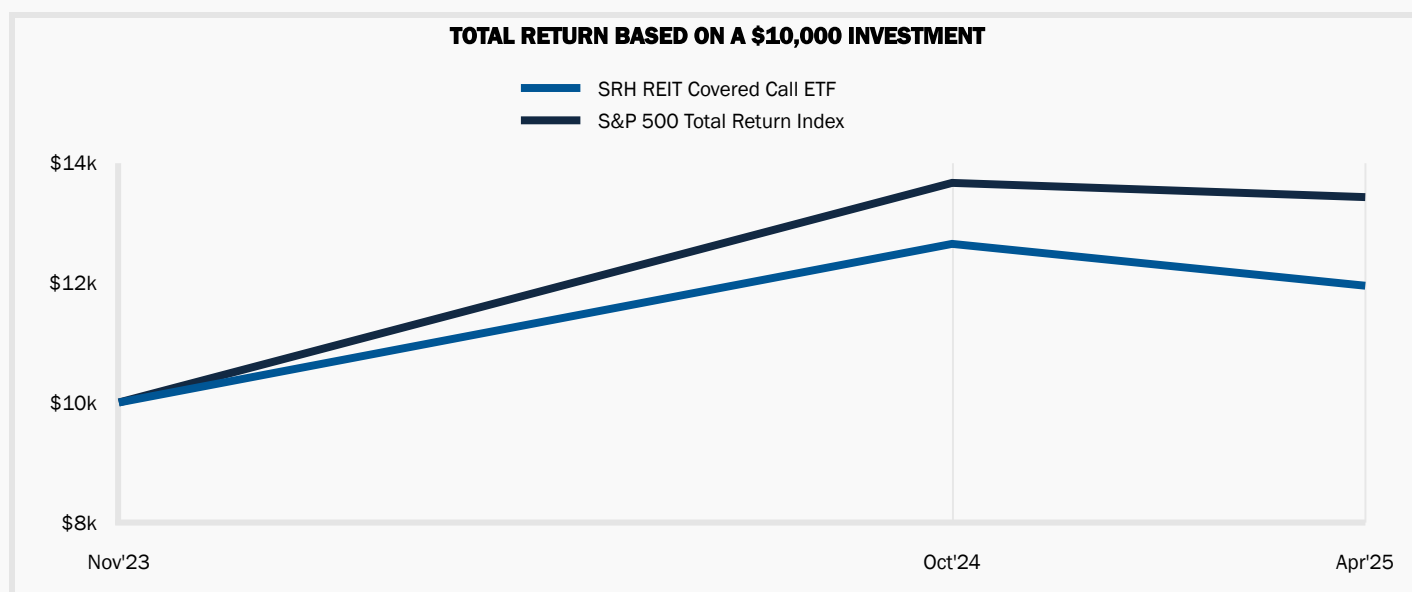 TOTAL RETURN BASED ON A $10,000 INVESTMENT
SRH REIT Covered Call ETF
S&P 500 Total Return Index
$14k
$12k
$10k
$8k
Nov'23
Oct'24
Apr'25